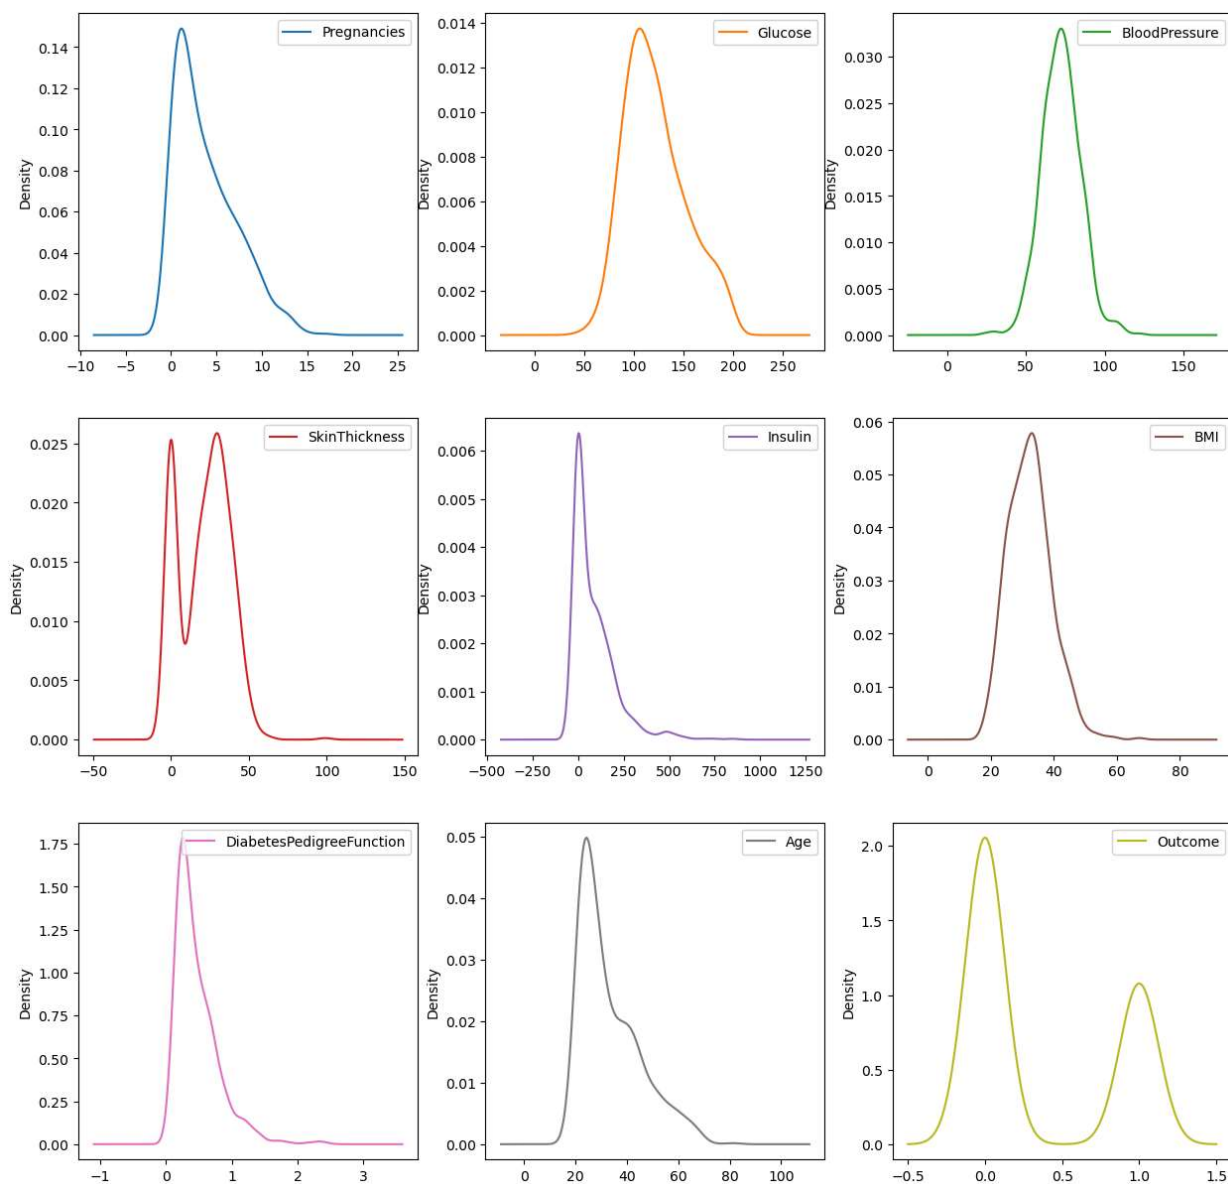 Pregnancies
Density
0.14
0.12
0.10
0.08
0.06
0.04
0.02
0.00
−10 −5 0 5 10 15 20 25
Glucose
Density
0.014
0.012
0.010
0.008
0.006
0.004
0.002
0.000
0 50 100 150 200 250
BloodPressure
Density
0.030
0.025
0.020
0.015
0.010
0.005
0.000
0 50 100 150
SkinThickness
Density
0.025
0.020
0.015
0.010
0.005
0.000
−50 0 50 100 150
Insulin
Density
0.006
0.005
0.004
0.003
0.002
0.001
0.000
−500 −250 0 250 500 750 1000 1250
BMI
Density
0.06
0.05
0.04
0.03
0.02
0.01
0.00
0 20 40 60 80
DiabetesPedigreeFunction
Density
1.75
1.50
1.25
1.00
0.75
0.50
0.25
0.00
−1 0 1 2 3
Age
Density
0.05
0.04
0.03
0.02
0.01
0.00
0 20 40 60 80 100
Outcome
Density
2.0
1.5
1.0
0.5
0.0
−0.5 0.0 0.5 1.0 1.5